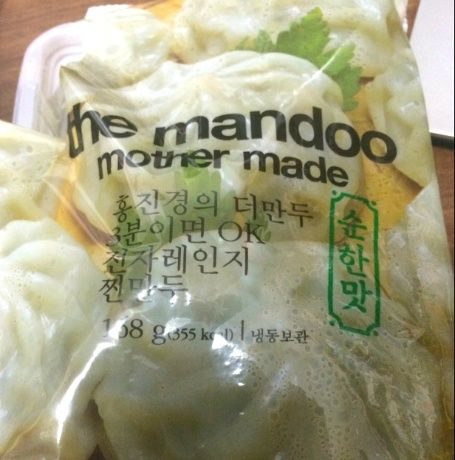 the mandoo
mother made
홍진경의 더만두
3분이면 OK
전자레인지
찐만두
순한맛
168 g(355 kcal) | 냉동보관